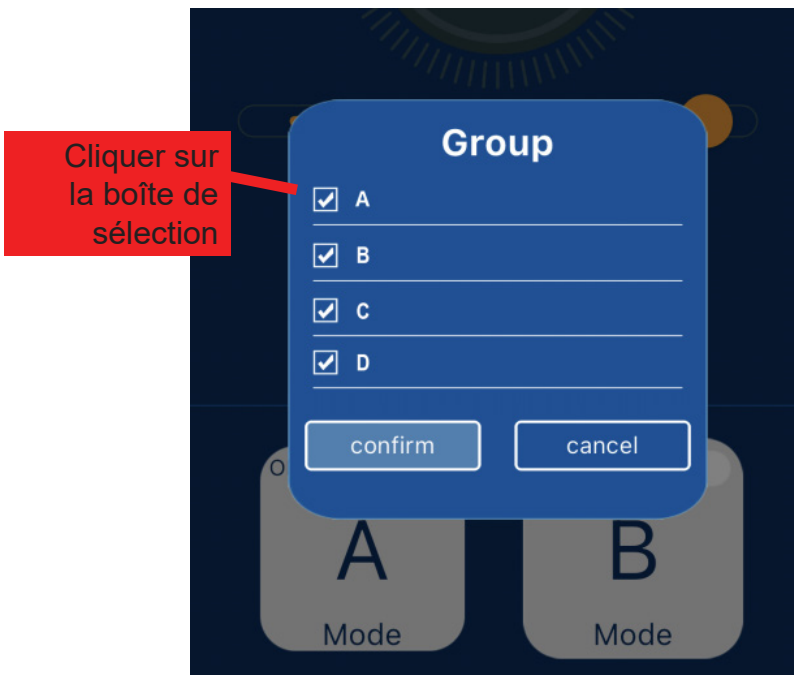 Group
Cliquer sur
la boîte de
sélection
A
B
C
D
confirm
cancel
O
A
B
Mode
Mode